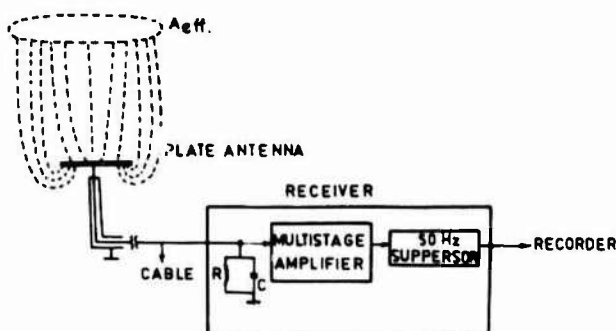 Aeff.
PLATE ANTENNA
RECEIVER
MULTISTAGE
AMPLIFIER
50 Hz
SUPPERSOR
RECORDER
CABLE
R
C